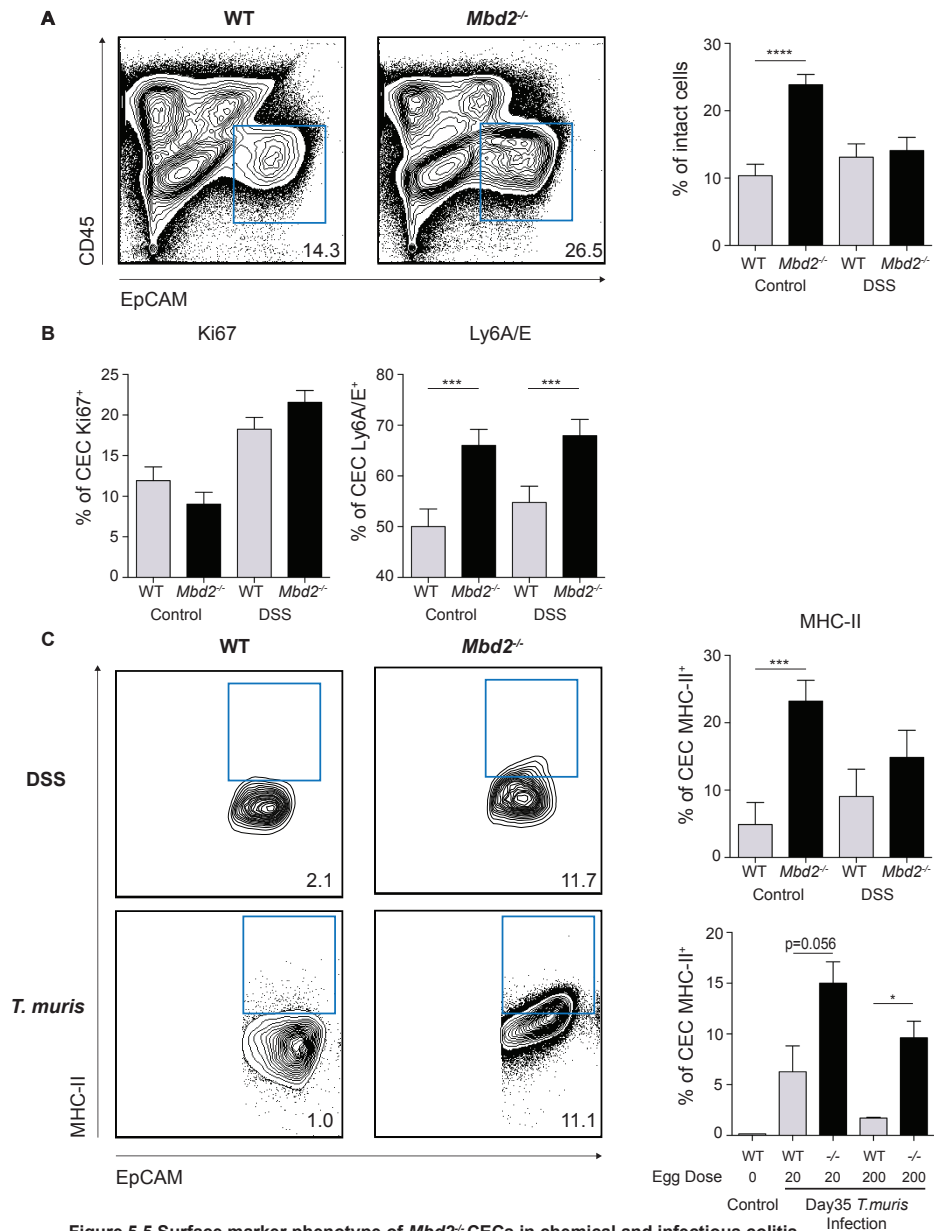 A
WT
Mbd2-/-
CD45
14.3
26.5
EpCAM
% of intact cells
30
20
10
0
****
WT Mbd2-/- WT Mbd2-/-
Control DSS
B
Ki67
% of CEC Ki67+
25
20
15
10
5
0
WT Mbd2-/- WT Mbd2-/-
Control DSS
Ly6A/E
% of CEC Ly6A/E+
80
70
60
50
40
*** ***
WT Mbd2-/- WT Mbd2-/-
Control DSS
C
WT
Mbd2-/-
DSS
2.1
11.7
T. muris
1.0
11.1
MHC-II
EpCAM
MHC-II
% of CEC MHC-II+
30
20
10
0
***
WT Mbd2-/- WT Mbd2-/-
Control DSS
% of CEC MHC-II+
20
15
10
5
0
p=0.056
*
WT WT -/- WT -/-
Egg Dose 0 20 20 200 200
Control Day35 T.muris
Infection
Figure 5.5 Surface marker phenotype of Mbd2-/- CECs in chemical and infectious colitis